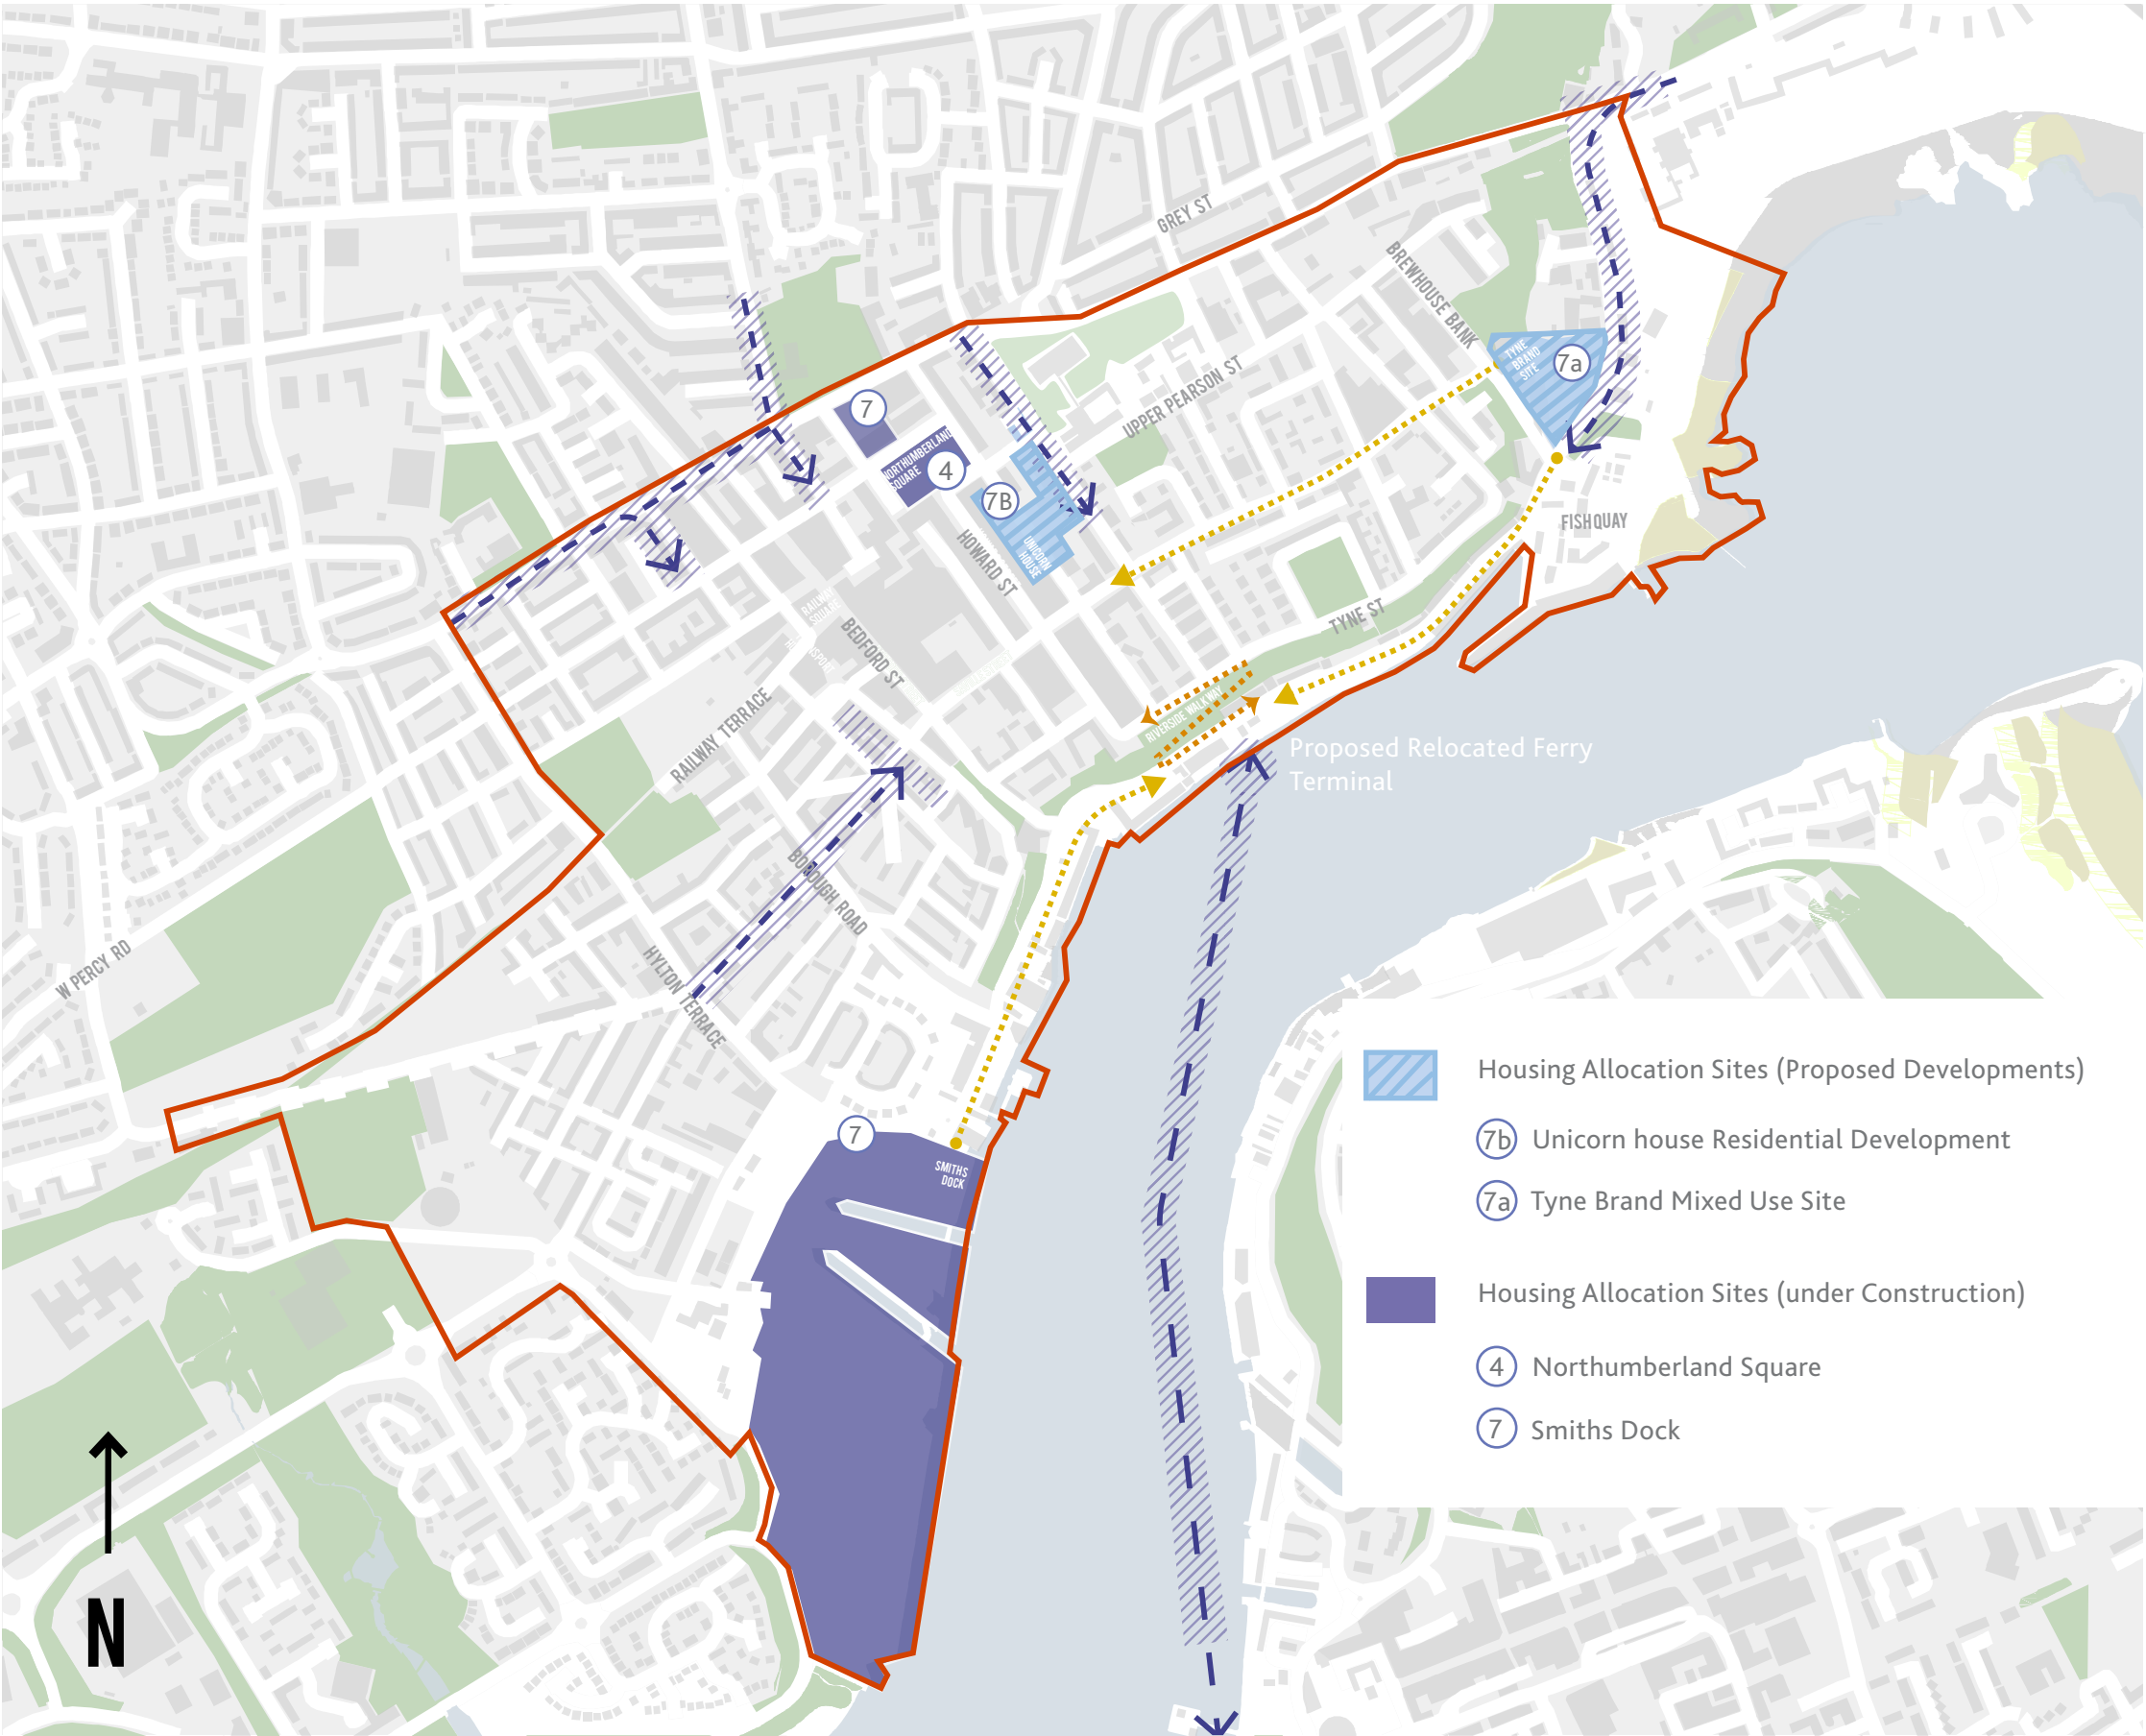 GREY ST
BREWHOUSE BANK
TYNE
BRAND
SITE
7a
UPPER PEARSON ST
7
NORTHUMBERLAND
SQUARE
4
7B
UNICORN
HOUSE
HOWARD ST
FISHQUAY
RAILWAY
SQUARE
BEDFORD ST
TYNE ST
RAILWAY TERRACE
RIVERSIDE WALKWAY
Proposed Relocated Ferry
Terminal
BOROUGH ROAD
W PERCY RD
HYLTON TERRACE
7
SMITHS
DOCK
Housing Allocation Sites (Proposed Developments)
7b Unicorn house Residential Development
7a Tyne Brand Mixed Use Site
Housing Allocation Sites (under Construction)
4 Northumberland Square
7 Smiths Dock
N